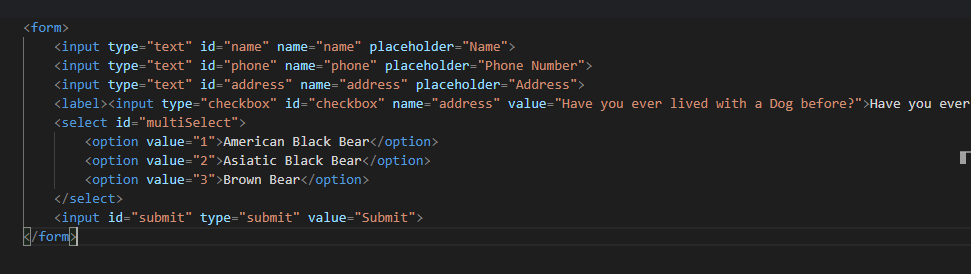 <form>
<input type="text" id="name" name="name" placeholder="Name">
<input type="text" id="phone" name="phone" placeholder="Phone Number">
<input type="text" id="address" name="address" placeholder="Address">
<label><input type="checkbox" id="checkbox" name="address" value="Have you ever lived with a Dog before?">Have you ever
<select id="multiSelect">
<option value="1">American Black Bear</option>
<option value="2">Asiatic Black Bear</option>
<option value="3">Brown Bear</option>
</select>
<input id="submit" type="submit" value="Submit">
</form>